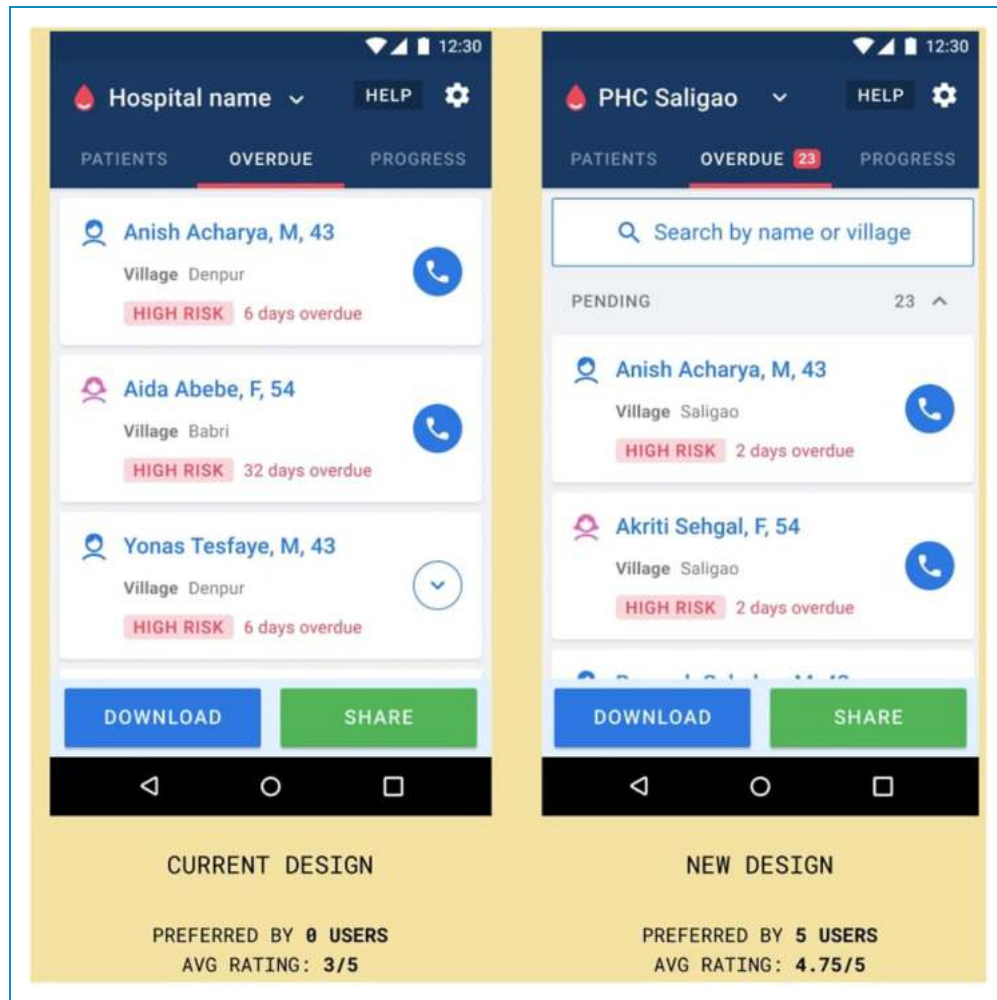 12:30
Hospital name
HELP
PATIENTS OVERDUE PROGRESS
Anish Acharya, M, 43
Village Denpur
HIGH RISK 6 days overdue
Aida Abebe, F, 54
Village Babri
HIGH RISK 32 days overdue
Yonas Tesfaye, M, 43
Village Denpur
HIGH RISK 6 days overdue
DOWNLOAD SHARE
CURRENT DESIGN
PREFERRED BY 0 USERS
AVG RATING: 3/5
12:30
PHC Saligao
HELP
PATIENTS OVERDUE 23 PROGRESS
Search by name or village
PENDING 23
Anish Acharya, M, 43
Village Saligao
HIGH RISK 2 days overdue
Akriti Sehgal, F, 54
Village Saligao
HIGH RISK 2 days overdue
DOWNLOAD SHARE
NEW DESIGN
PREFERRED BY 5 USERS
AVG RATING: 4.75/5